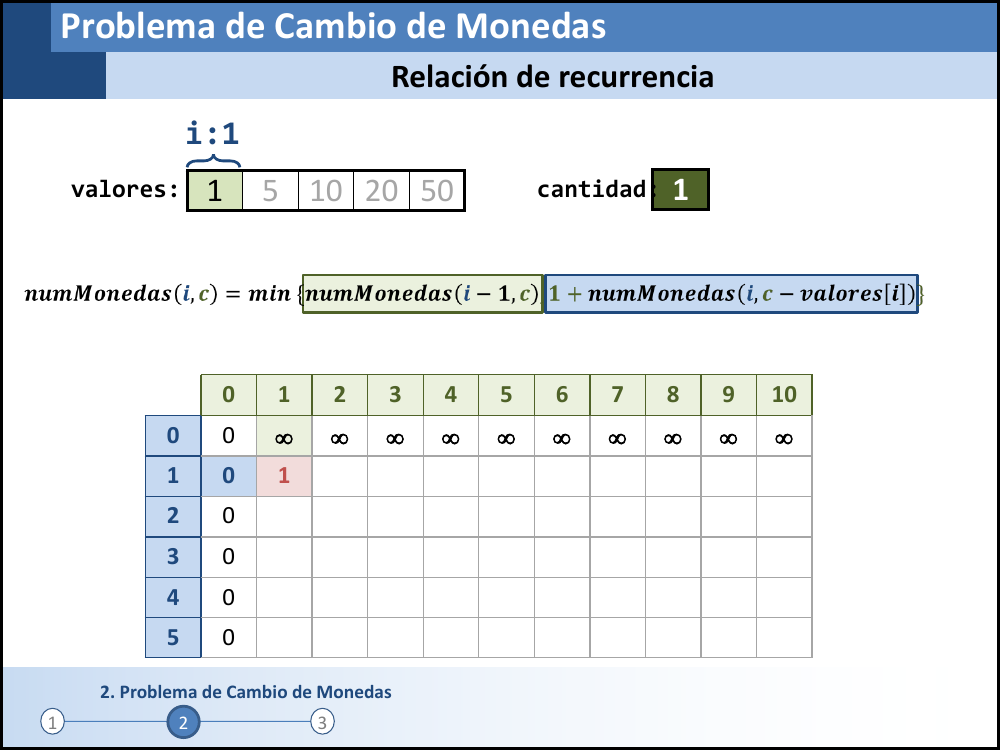 Problema de Cambio de Monedas
Relación de recurrencia
i:1
valores: 1 5 10 20 50 cantidad: 1
numMonedas(i,c) = min {numMonedas(i − 1,c), 1 + numMonedas(i,c − valores[i])}
0 1 2 3 4 5 6 7 8 9 10
0 0 ∞ ∞ ∞ ∞ ∞ ∞ ∞ ∞ ∞ ∞
1 0 1
2 0
3 0
4 0
5 0
2. Problema de Cambio de Monedas
1 2 3